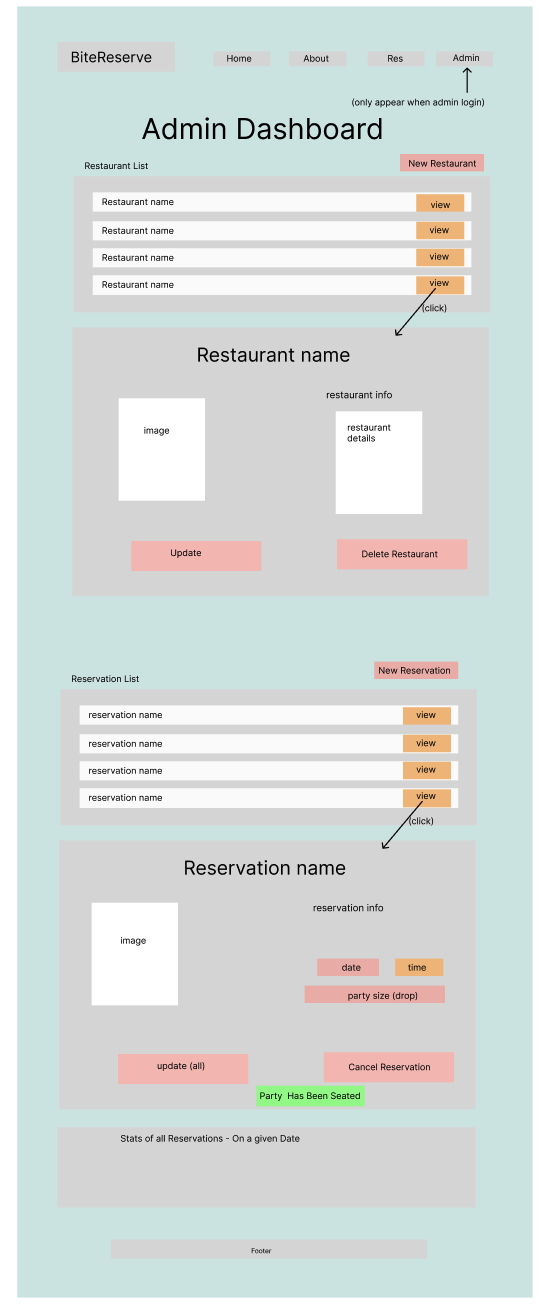 BiteReserve
Home
About
Res
Admin
(only appear when admin login)
Admin Dashboard
Restaurant List
New Restaurant
Restaurant name
view
Restaurant name
view
Restaurant name
view
Restaurant name
view
(click)
Restaurant name
restaurant info
image
restaurant
details
Update
Delete Restaurant
New Reservation
Reservation List
reservation name
view
reservation name
view
reservation name
view
reservation name
view
(click)
Reservation name
reservation info
image
date
time
party size (drop)
update (all)
Cancel Reservation
Party  Has Been Seated
Stats of all Reservations - On a given Date
Footer